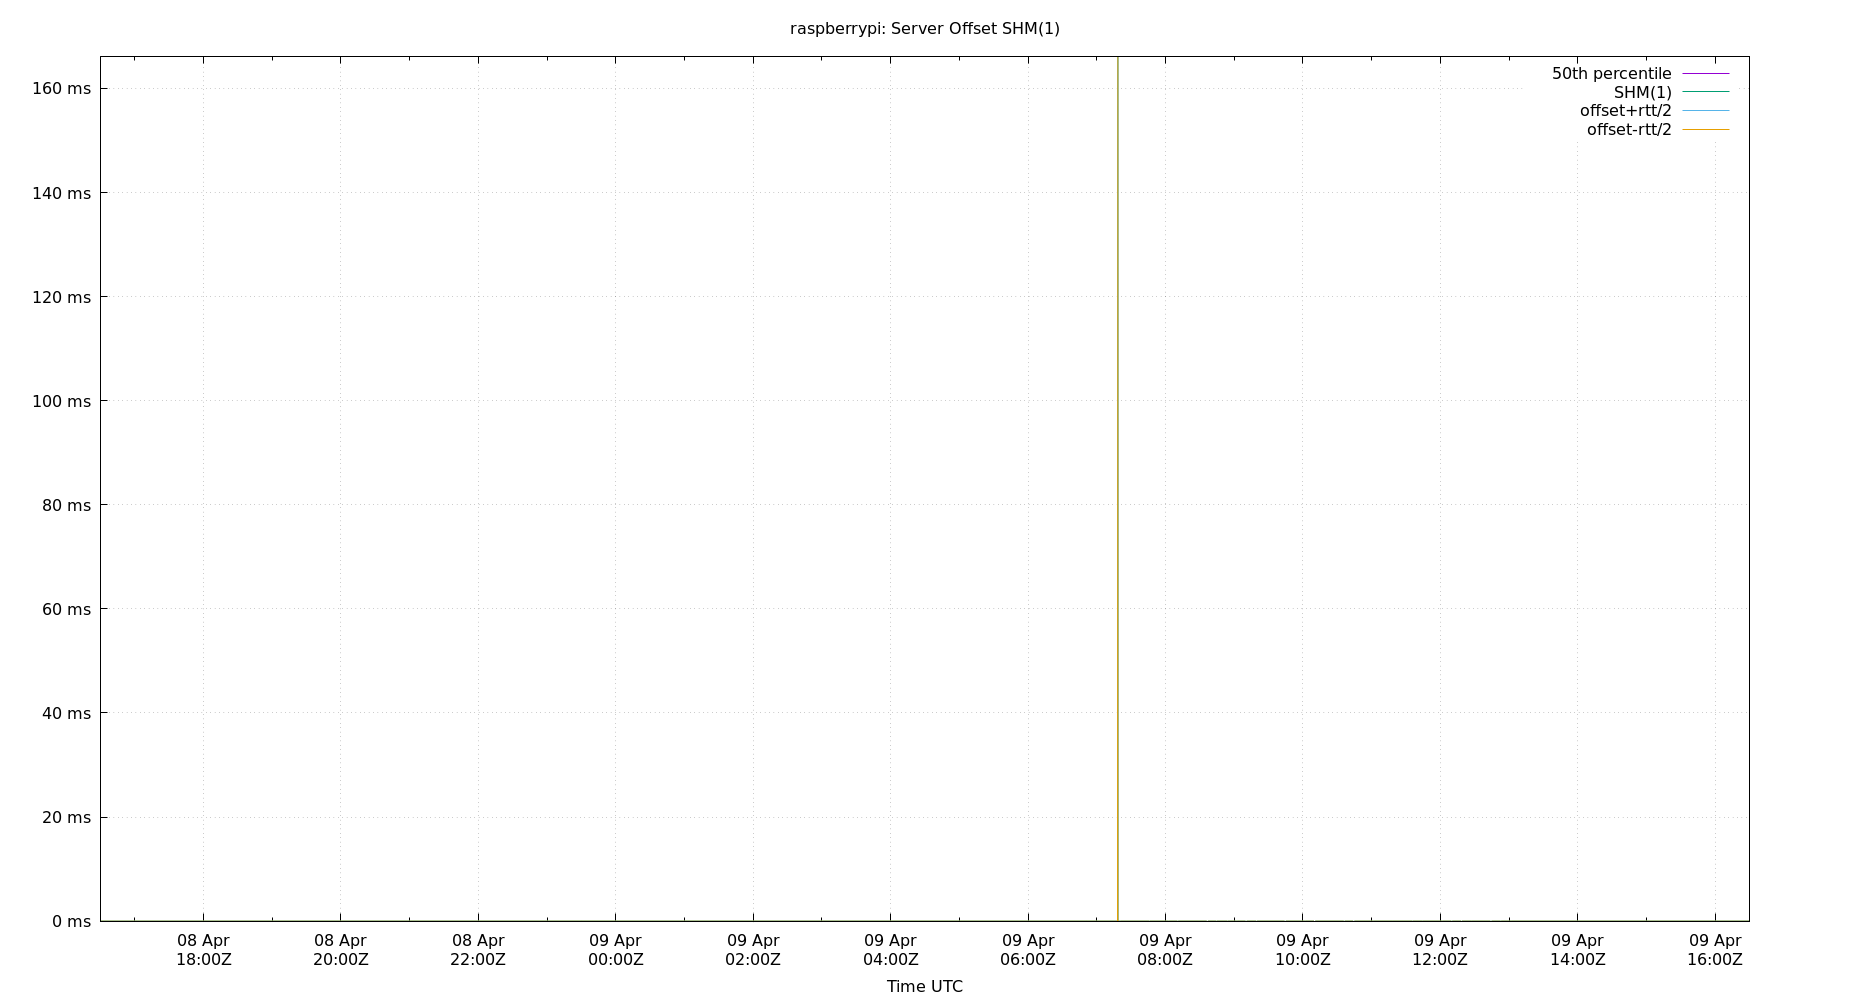 raspberrypi: Server Offset SHM(1)
50th percentile
SHM(1)
offset+rtt/2
offset-rtt/2
160 ms
140 ms
120 ms
100 ms
80 ms
60 ms
40 ms
20 ms
0 ms
08 Apr 08 Apr 08 Apr 09 Apr 09 Apr 09 Apr 09 Apr 09 Apr 09 Apr 09 Apr 09 Apr 09 Apr
18:00Z 20:00Z 22:00Z 00:00Z 02:00Z 04:00Z 06:00Z 08:00Z 10:00Z 12:00Z 14:00Z 16:00Z
Time UTC